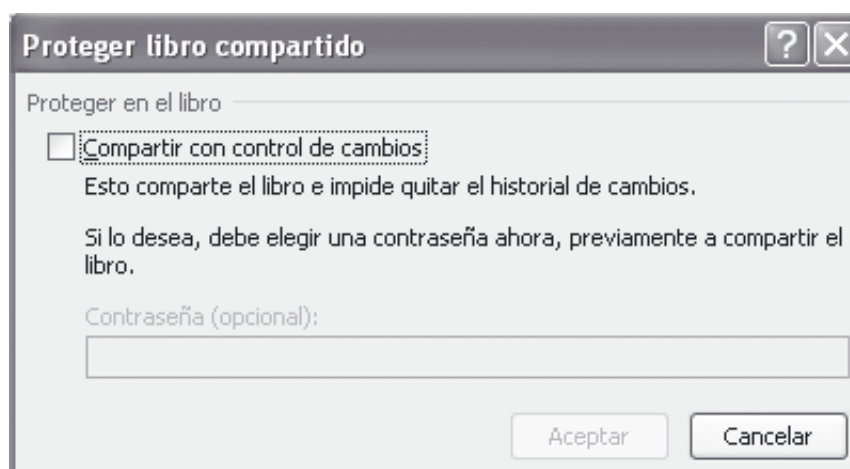 Proteger libro compartido
Proteger en el libro
Compartir con control de cambios
Esto comparte el libro e impide quitar el historial de cambios.
Si lo desea, debe elegir una contraseña ahora, previamente a compartir el
libro.
Contraseña (opcional):
Aceptar Cancelar